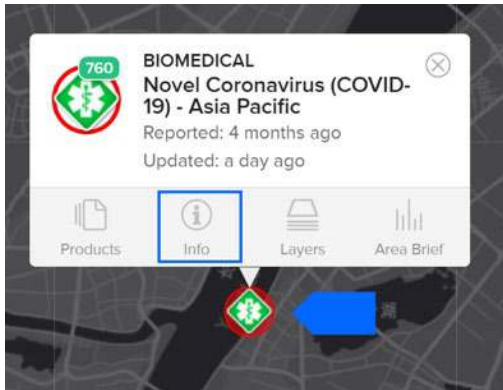 760
BIOMEDICAL
Novel Coronavirus (COVID-
19) - Asia Pacific
Reported: 4 months ago
Updated: a day ago
Products Info Layers Area Brief
湖